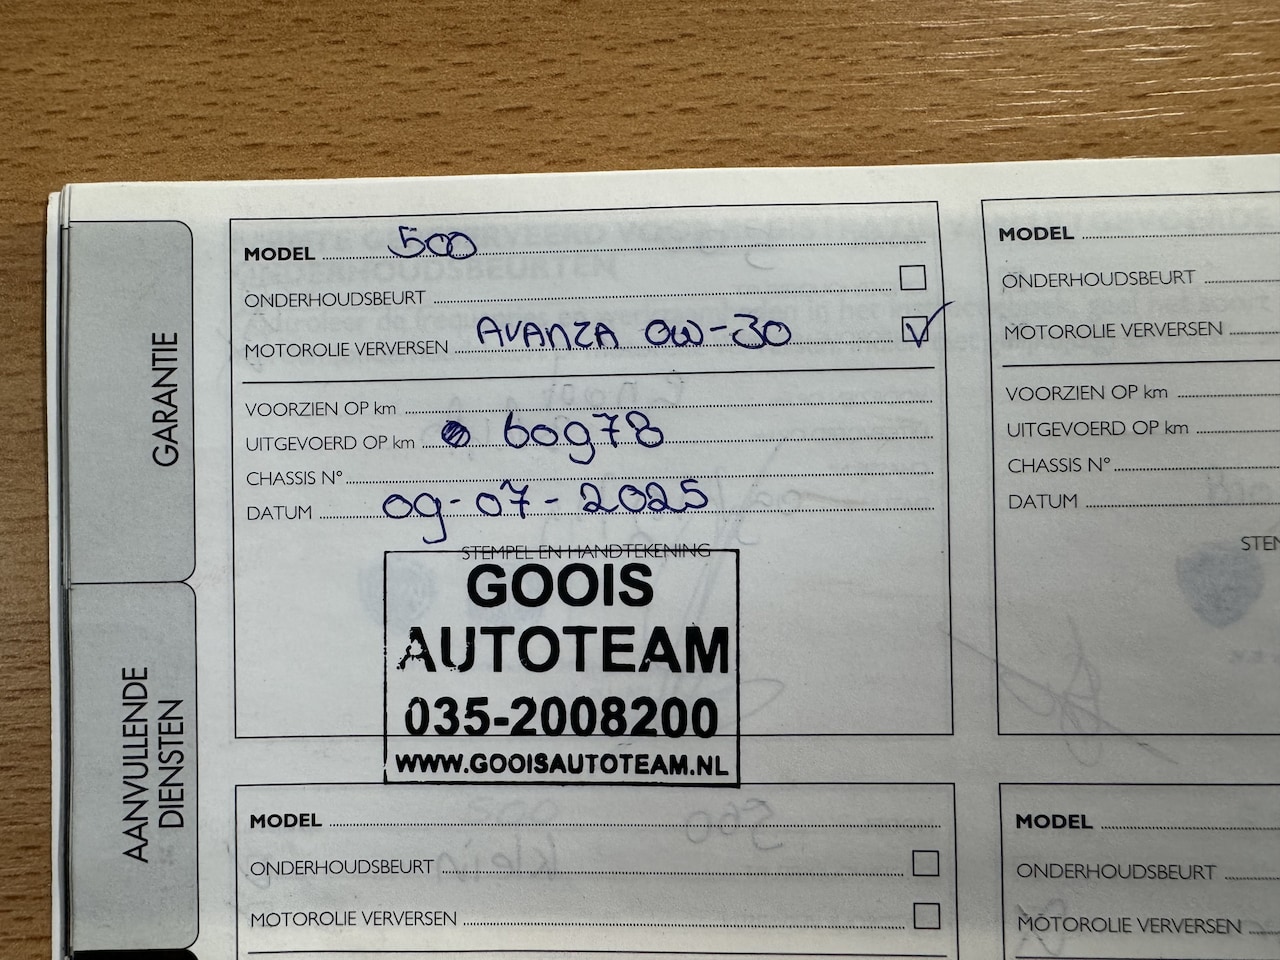 GARANTIE
AANVULLENDE
DIENSTEN
MODEL 500
ONDERHOUDSBEURT
MOTOROLIE VERVERSEN AVANZA 0W-30
VOORZIEN OP km
UITGEVOERD OP km 60978
CHASSIS N°
DATUM 09-07-2025
STEMPEL EN HANDTEKENING
GOOIS
AUTOTEAM
035-2008200
WWW.GOOISAUTOTEAM.NL
MODEL
ONDERHOUDSBEURT
MOTOROLIE VERVERSEN
MODEL
ONDERHOUDSBEURT
MOTOROLIE VERVERSEN
VOORZIEN OP km
UITGEVOERD OP km
CHASSIS N°
DATUM
STEM
MODEL
ONDERHOUDSBEURT
MOTOROLIE VERVERSEN